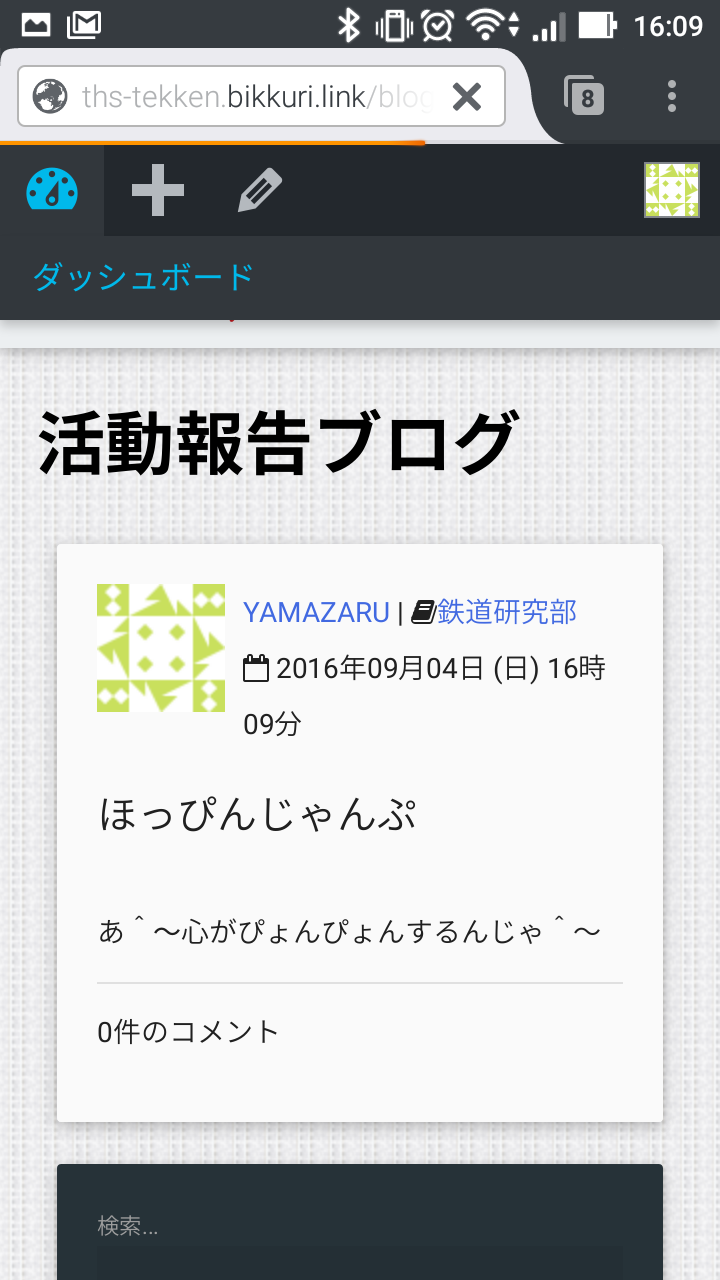 16:09
ths-tekken.bikkuri.link/blog
8
ダッシュボード
活動報告ブログ
YAMAZARU | 鉄道研究部
2016年09月04日 (日) 16時
09分
ほっぴんじゃんぷ
あ＾～心がぴょんぴょんするんじゃ＾～
0件のコメント
検索...